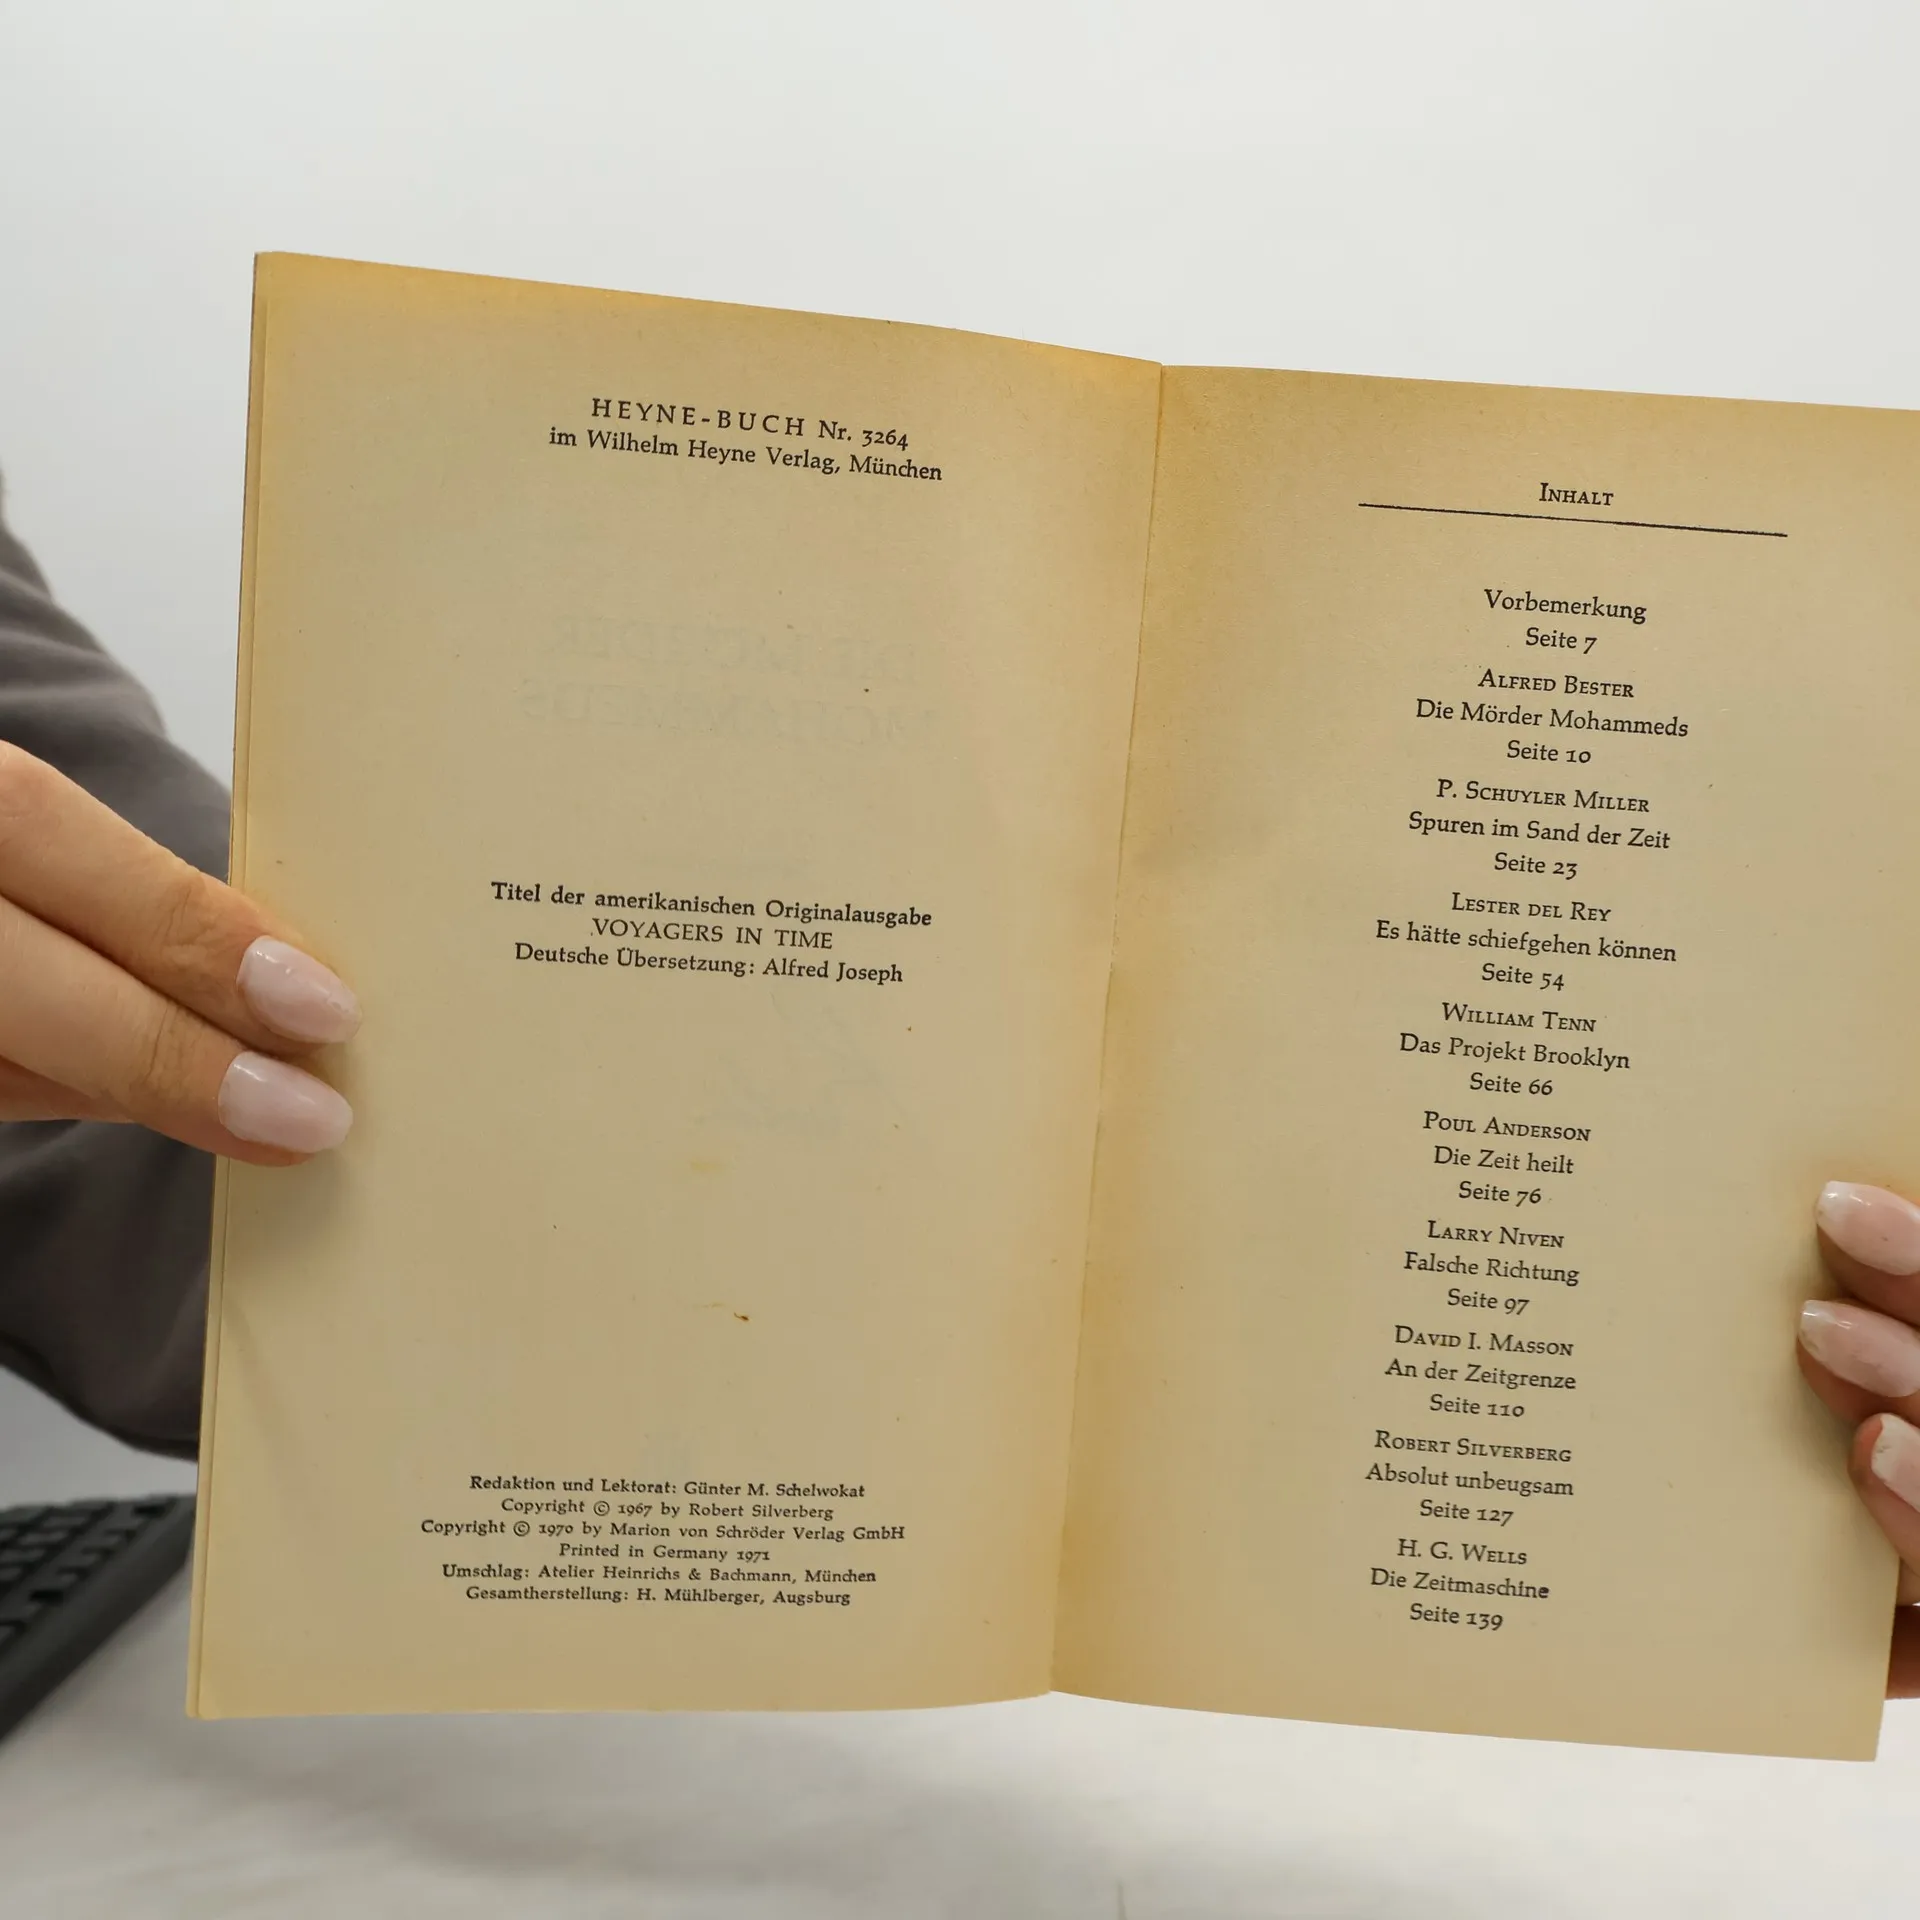 HEYNE-BUCH Nr. 3264
im Wilhelm Heyne Verlag, München
Titel der amerikanischen Originalausgabe
VOYAGERS IN TIME
Deutsche Übersetzung: Alfred Joseph
Redaktion und Lektorat: Günter M. Schelwokat
Copyright © 1967 by Robert Silverberg
Copyright © 1970 by Marion von Schröder Verlag GmbH
Printed in Germany 1971
Umschlag: Atelier Heinrichs & Bachmann, München
Gesamtherstellung: H. Mühlberger, Augsburg
INHALT
Vorbemerkung
Seite 7
ALFRED BESTER
Die Mörder Mohammeds
Seite 10
P. SCHUYLER MILLER
Spuren im Sand der Zeit
Seite 23
LESTER DEL REY
Es hätte schiefgehen können
Seite 54
WILLIAM TENN
Das Projekt Brooklyn
Seite 66
POUL ANDERSON
Die Zeit heilt
Seite 76
LARRY NIVEN
Falsche Richtung
Seite 97
DAVID I. MASSON
An der Zeitgrenze
Seite 110
ROBERT SILVERBERG
Absolut unbeugsam
Seite 127
H. G. WELLS
Die Zeitmaschine
Seite 139